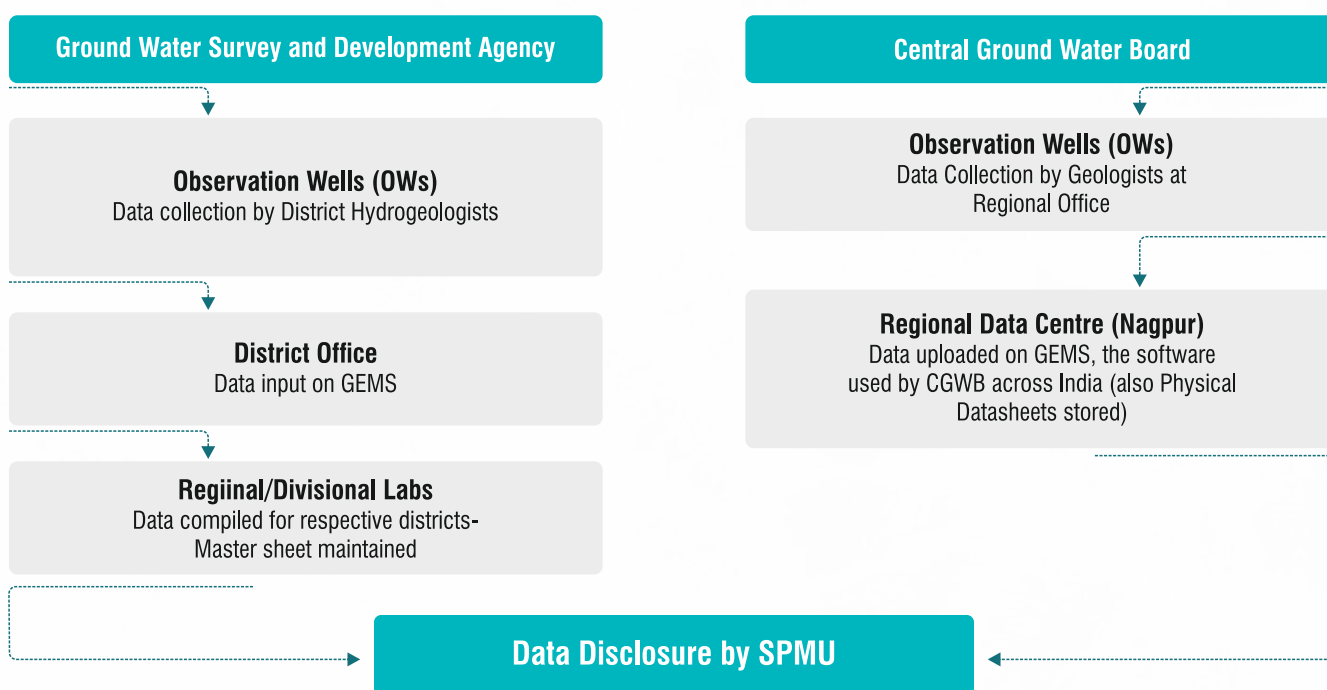 Ground Water Survey and Development Agency
Observation Wells (OWs)
Data collection by District Hydrogeologists
District Office
Data input on GEMS
Regiinal/Divisional Labs
Data compiled for respective districts-
Master sheet maintained
Central Ground Water Board
Observation Wells (OWs)
Data Collection by Geologists at
Regional Office
Regional Data Centre (Nagpur)
Data uploaded on GEMS, the software
used by CGWB across India (also Physical
Datasheets stored)
Data Disclosure by SPMU